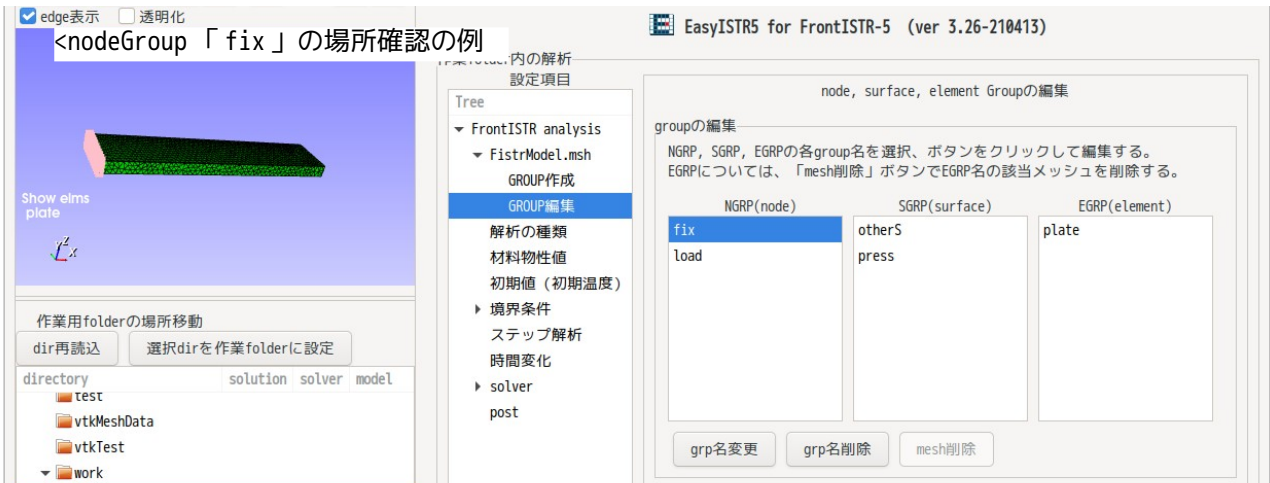 edge表示 透明化
<nodeGroup「fix」の場所確認の例
EasyISTR5 for FrontISTR-5 (ver 3.26-210413)
作業folder内の解析
設定項目
Tree
FrontISTR analysis
FistrModel.msh
GROUP作成
GROUP編集
解析の種類
材料物性値
初期値 (初期温度)
境界条件
ステップ解析
時間変化
solver
post
node, surface, element Groupの編集
groupの編集
NGRP, SGRP, EGRPの各group名を選択、ボタンをクリックして編集する。
EGRPについては、「mesh削除」ボタンでEGRP名の該当メッシュを削除する。
NGRP(node) SGRP(surface) EGRP(element)
fix otherS plate
load press
grp名変更 grp名削除 mesh削除
Show elms
plate
Z
Y
X
作業用folderの場所移動
dir再読込 選択dirを作業folderに設定
directory solution solver model
test
vtkMeshData
vtkTest
work